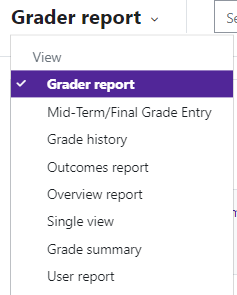 Grader report
Se
View
Grader report
Mid-Term/Final Grade Entry
Grade history
Outcomes report
Overview report
Single view
Grade summary
User report